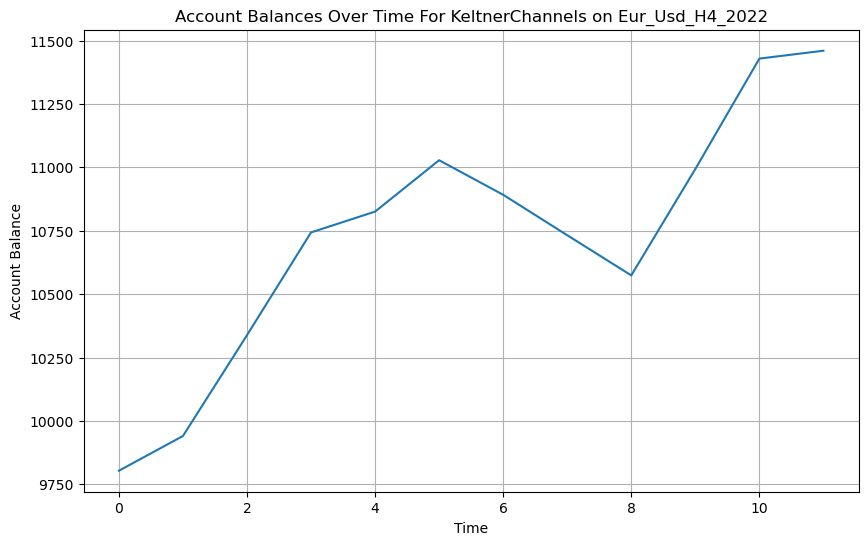 Account Balances Over Time For KeltnerChannels on Eur_Usd_H4_2022
11500
11250
11000
10750
10500
10250
10000
9750
Account Balance
0 2 4 6 8 10
Time